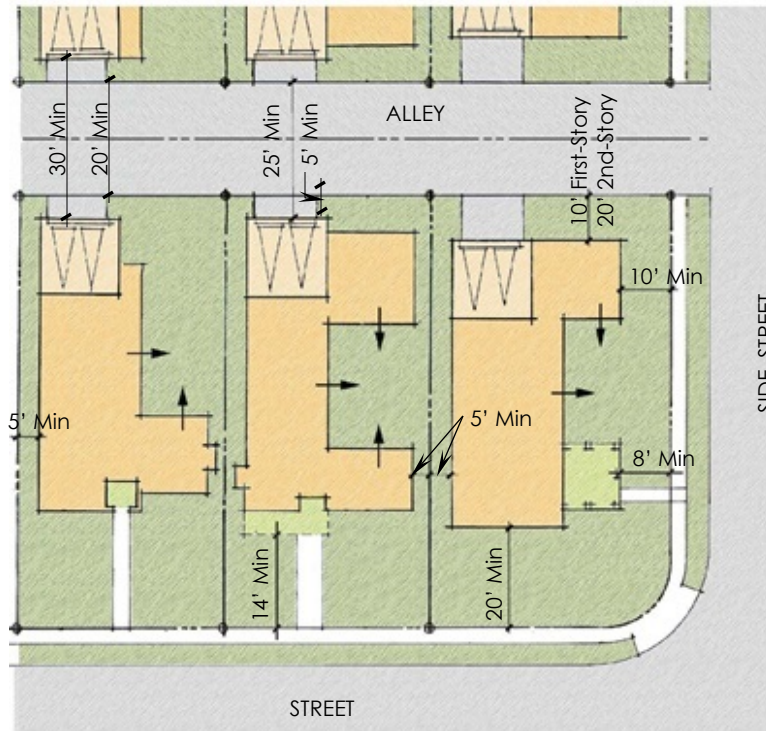 ALLEY
30' Min
20' Min
25' Min
5' Min
10' First-Story
20' 2nd-Story
10' Min
SIDE STREET
5' Min
5' Min
8' Min
14' Min
20' Min
STREET